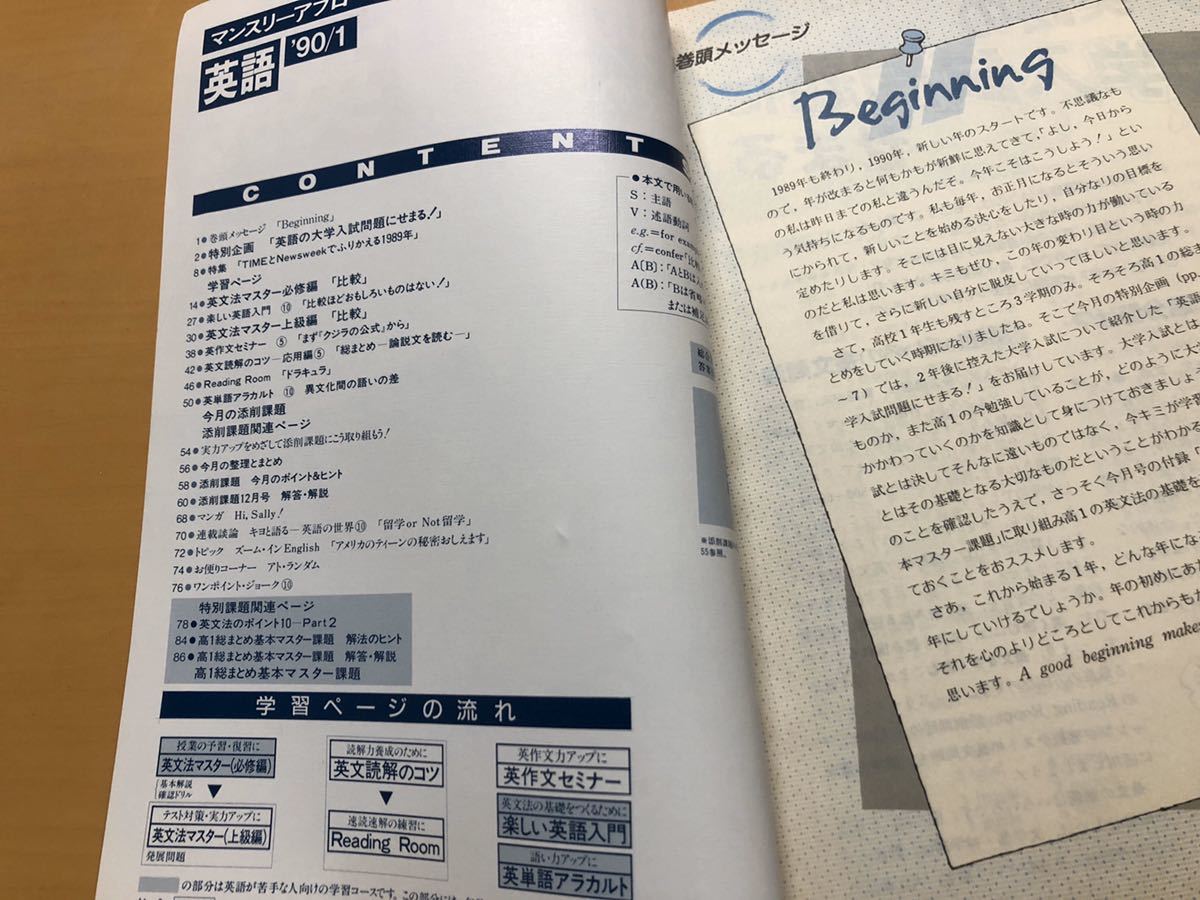 マンスリーアプロ
英語 '90/1
CONTENT
1●巻頭メッセージ 「Beginning」
2●特別企画 「英語の大学入試問題にせまる!」
8●特集 「TIMEとNewsweekでふりかえる1989年」
学習ページ
14●英文法マスター必修編 「比較」
27●楽しい英語入門 ⑩ 「比較ほどおもしろいものはない!」
30●英文法マスター上級編 「比較」
38●英作文セミナー ⑤ 「まず「クジラの公式」から」
42●英文読解のコツ―応用編⑤ 「総まとめ―論説文を読む―」
46●Reading Room 「ドラキュラ」
50●英単語アラカルト ⑩ 異文化間の語いの差
今月の添削課題
添削課題関連ページ
54●実力アップをめざして添削課題にこう取り組もう!
56●今月の整理とまとめ
58●添削課題 今月のポイント&ヒント
60●添削課題12月号 解答・解説
68●マンガ Hi, Sally!
70●連載談論 キヨと語る―英語の世界⑩ 「留学or Not留学」
72●トピック ズーム・インEnglish 「アメリカのティーンの秘密おしえます」
74●お便りコーナー アト・ランダム
76●ワンポイント・ジョーク⑩
特別課題関連ページ
78●英文法のポイント10―Part2
84●高1総まとめ基本マスター課題 解法のヒント
86●高1総まとめ基本マスター課題 解答・解説
高1総まとめ基本マスター課題
学習ページの流れ
授業の予習・復習に
英文法マスター(必修編)
基本解説
確認ドリル
▼
テスト対策・実力アップに
英文法マスター(上級編)
発展問題
読解力養成のために
英文読解のコツ
▼
速読速解の練習に
Reading Room
英作文力アップに
英作文セミナー
英文法の基礎をつくるために
楽しい英語入門
語い力アップに
英単語アラカルト
の部分は英語が苦手な人向けの学習コースです。この部分には、
●本文で用い
S:主語
V:述語動詞
e.g.=for exam
cf.=confer「比
A〔B〕:「AとBは
A(B):「Bは省略
または補足
※添削課題
55参照。
巻頭メッセージ
Beginning
1989年も終わり,1990年,新しい年のスタートです。不思議なも
ので,年が改まると何もかもが新鮮に思えてきて,「よし,今日から
の私は昨日までの私と違うんだぞ。今年こそはこうしよう!」とい
う気持ちになるものです。私も毎年,お正月になるとそういう思い
にかられて,新しいことを始める決心をしたり,自分なりの目標を
定めたりします。そこには目に見えない大きな時の力が働いている
のだと私は思います。キミもぜひ,この年の変わり目という時の力
を借りて,さらに新しい自分に脱皮していってほしいと思います。
さて,高校1年生も残すところ3学期のみ。そろそろ高1の総ま
とめをしていく時期になりましたね。そこで今月の特別企画(pp.
~7)では,2年後に控えた大学入試について紹介した「英語
学入試問題にせまる!」をお届けしています。大学入試とは
ものか,また高1の今勉強していることが,どのように大
かかわっていくのかを知識として身につけておきましょう
試とは決してそんなに遠いものではなく,今キミが学習
とはその基礎となる大切なものだということがわかる
のことを確認したうえで,さっそく今月号の付録「
本マスター課題」に取り組み高1の英文法の基礎を
ておくことをおススメします。
さあ,これから始まる1年,どんな年にな
年にしていけるでしょうか。年の初めにあた
それを心のよりどころとしてこれからもが
思います。A good beginning makes